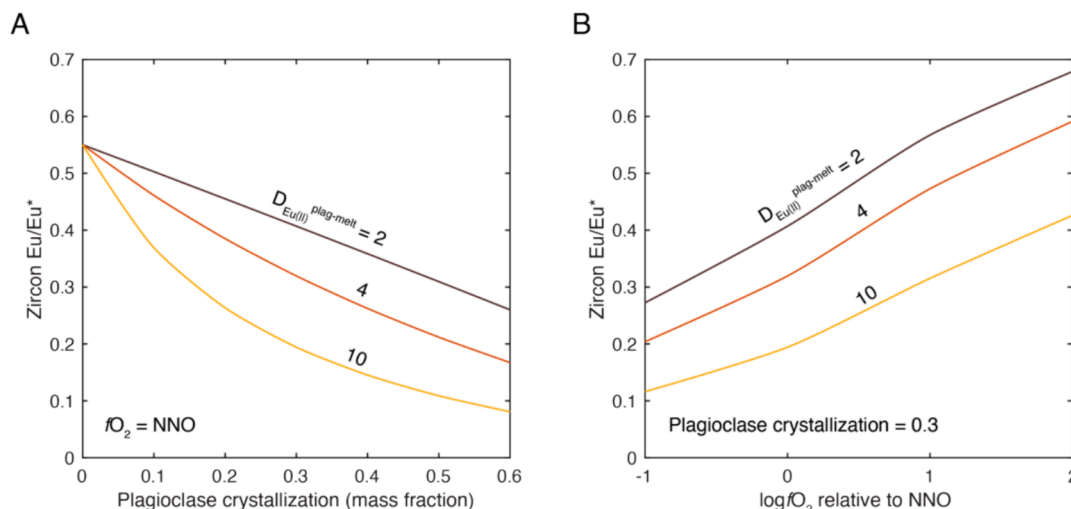 A
B
0.7
0.6
0.5
0.4
0.3
0.2
0.1
0
Zircon Eu/Eu*
D_Eu(II)^plag-melt = 2
4
10
fO₂ = NNO
0 0.1 0.2 0.3 0.4 0.5 0.6
Plagioclase crystallization (mass fraction)
0.7
0.6
0.5
0.4
0.3
0.2
0.1
0
Zircon Eu/Eu*
D_Eu(II)^plag-melt = 2
4
10
Plagioclase crystallization = 0.3
-1 0 1 2
logfO₂ relative to NNO